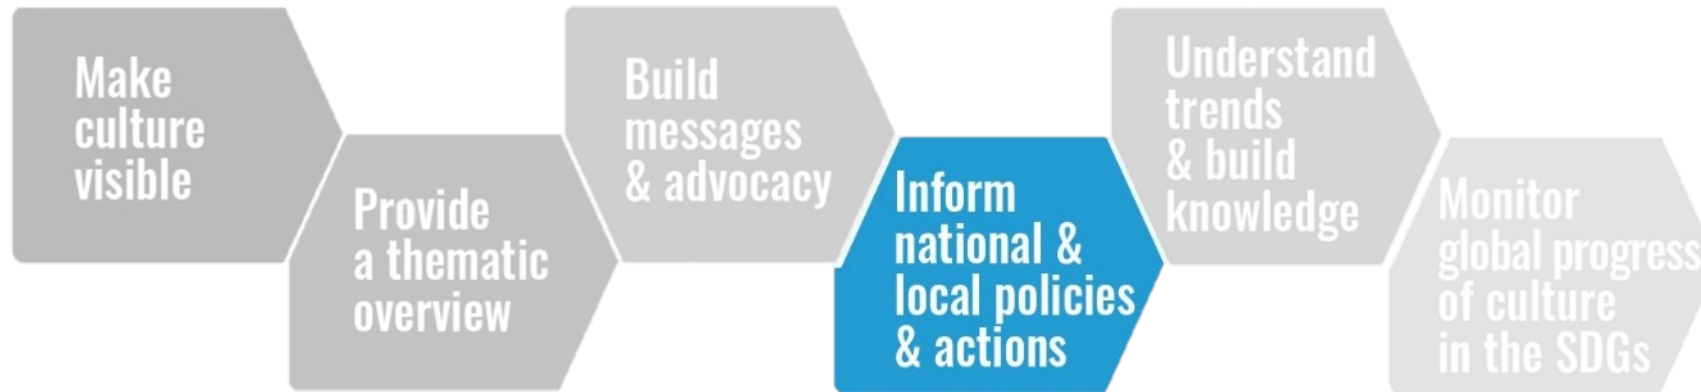 Make
culture
visible
Provide
a thematic
overview
Build
messages
& advocacy
Inform
national &
local policies
& actions
Understand
trends
& build
knowledge
Monitor
global progress
of culture
in the SDGs